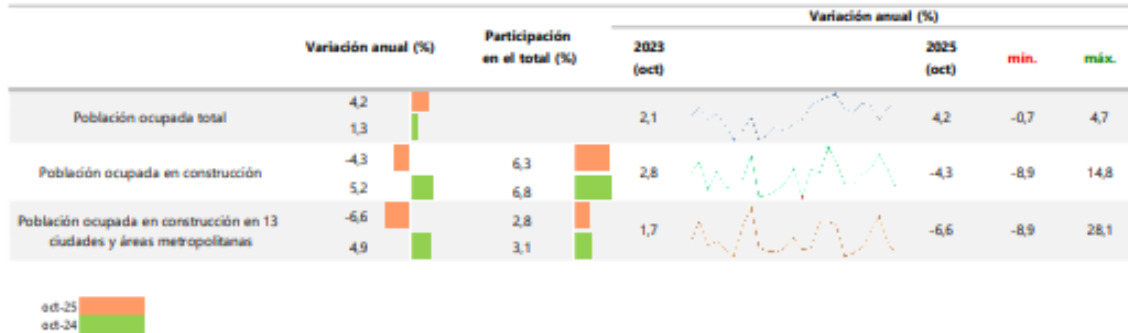 Variación anual (%)
Variación anual (%)
Participación
en el total (%)
2023
(oct)
2025
(oct)
mín.
máx.
Población ocupada total
4,2
1,3
2,1
4,2
-0,7
4,7
Población ocupada en construcción
-4,3
5,2
6,3
6,8
2,8
-4,3
-8,9
14,8
Población ocupada en construcción en 13
ciudades y áreas metropolitanas
-6,6
4,9
2,8
3,1
1,7
-6,6
-8,9
28,1
oct-25
oct-24